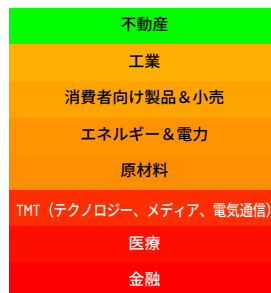 不動産
工業
消費者向け製品＆小売
エネルギー＆電力
原材料
TMT（テクノロジー、メディア、電気通信）
医療
金融